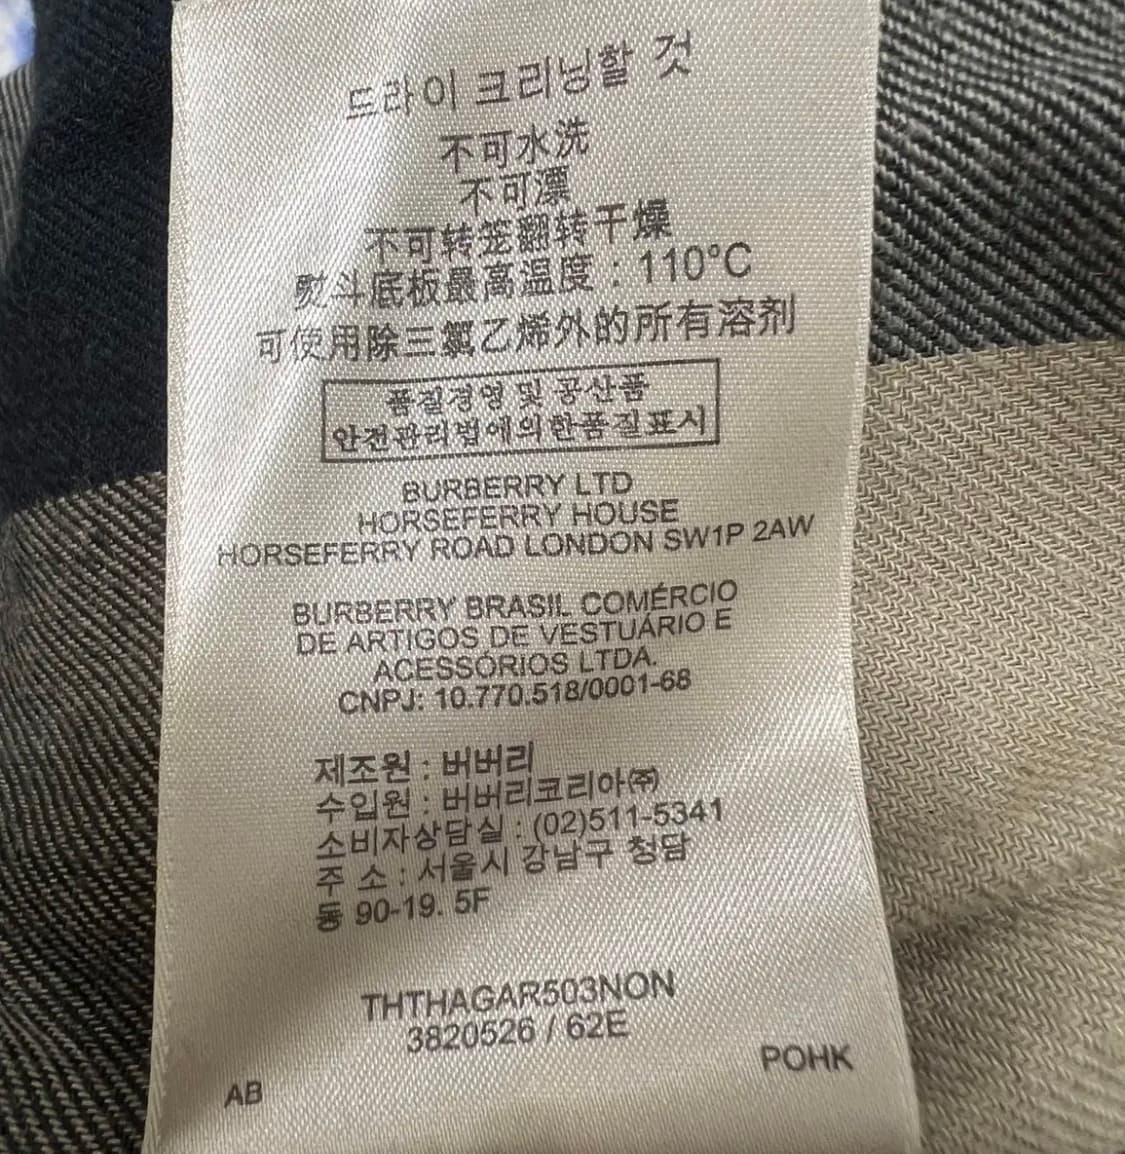 드라이 크리닝할 것
不可水洗
不可漂
不可转笼翻转干燥
熨斗底板最高温度 : 110°C
可使用除三氯乙烯外的所有溶剂
품질경영 및 공산품
안전관리법에의한품질표시
BURBERRY LTD
HORSEFERRY HOUSE
HORSEFERRY ROAD LONDON SW1P 2AW
BURBERRY BRASIL COMÉRCIO
DE ARTIGOS DE VESTUÁRIO E
ACESSÓRIOS LTDA.
CNPJ: 10.770.518/0001-68
제조원 : 버버리
수입원 : 버버리코리아㈜
소비자상담실 : (02)511-5341
주 소 : 서울시 강남구 청담
동 90-19. 5F
THTHAGAR503NON
3820526 / 62E
POHK
AB